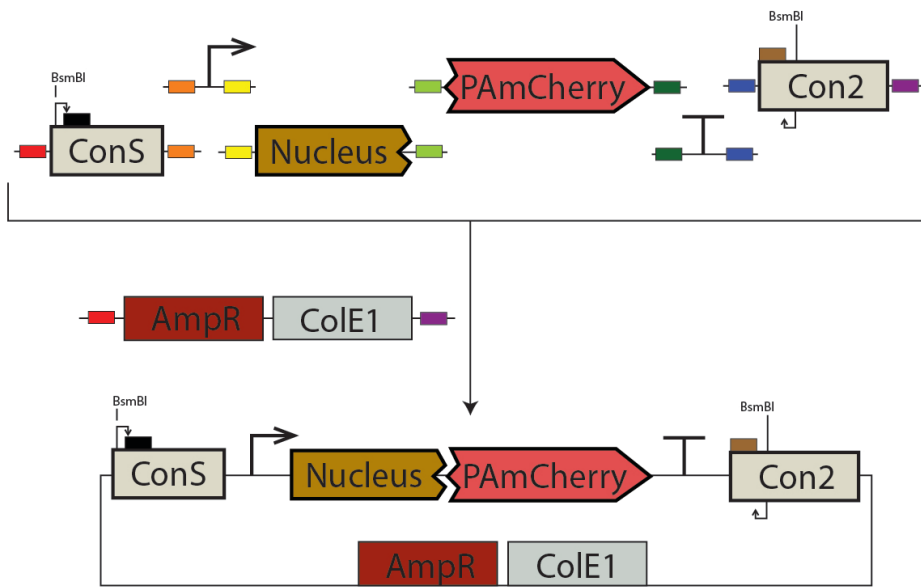 BsmBI
PAmCherry
BsmBI
Con2
ConS
Nucleus
AmpR
ColE1
BsmBI
ConS
Nucleus
PAmCherry
BsmBI
Con2
AmpR
ColE1